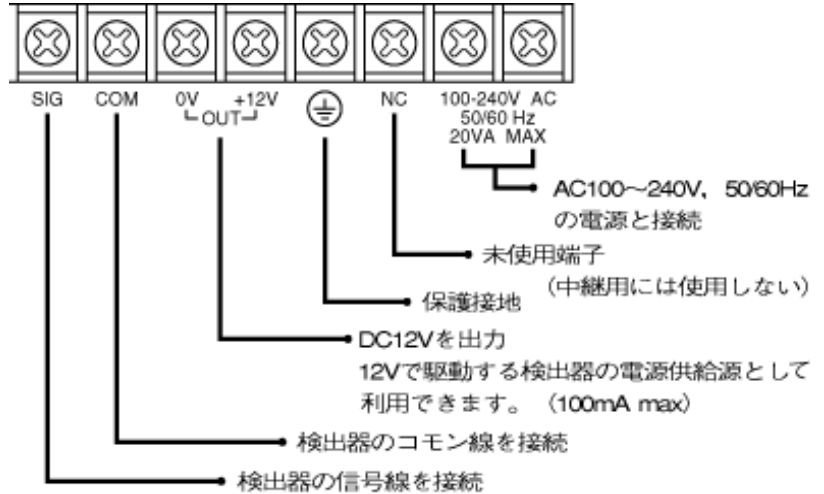 SIG COM 0V +12V NC 100-240V AC
OUT 50/60 Hz
20VA MAX
AC100〜240V, 50/60Hz
の電源と接続
未使用端子
（中継用には使用しない）
保護接地
DC12Vを出力
12Vで駆動する検出器の電源供給源として
利用できます。（100mA max）
検出器のコモン線を接続
検出器の信号線を接続